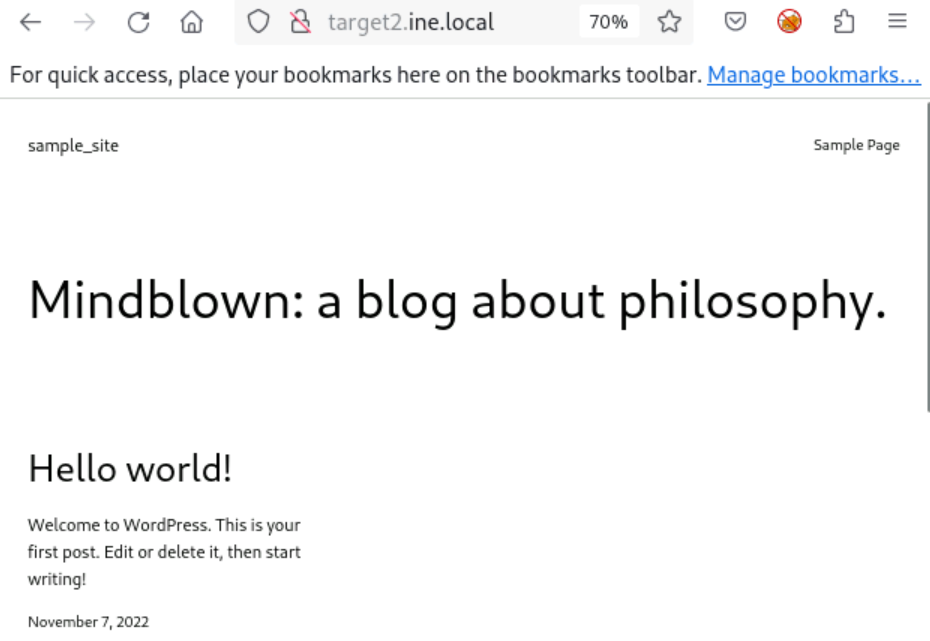 target2.ine.local 70%
For quick access, place your bookmarks here on the bookmarks toolbar. Manage bookmarks...
sample_site Sample Page
Mindblown: a blog about philosophy.
Hello world!
Welcome to WordPress. This is your
first post. Edit or delete it, then start
writing!
November 7, 2022